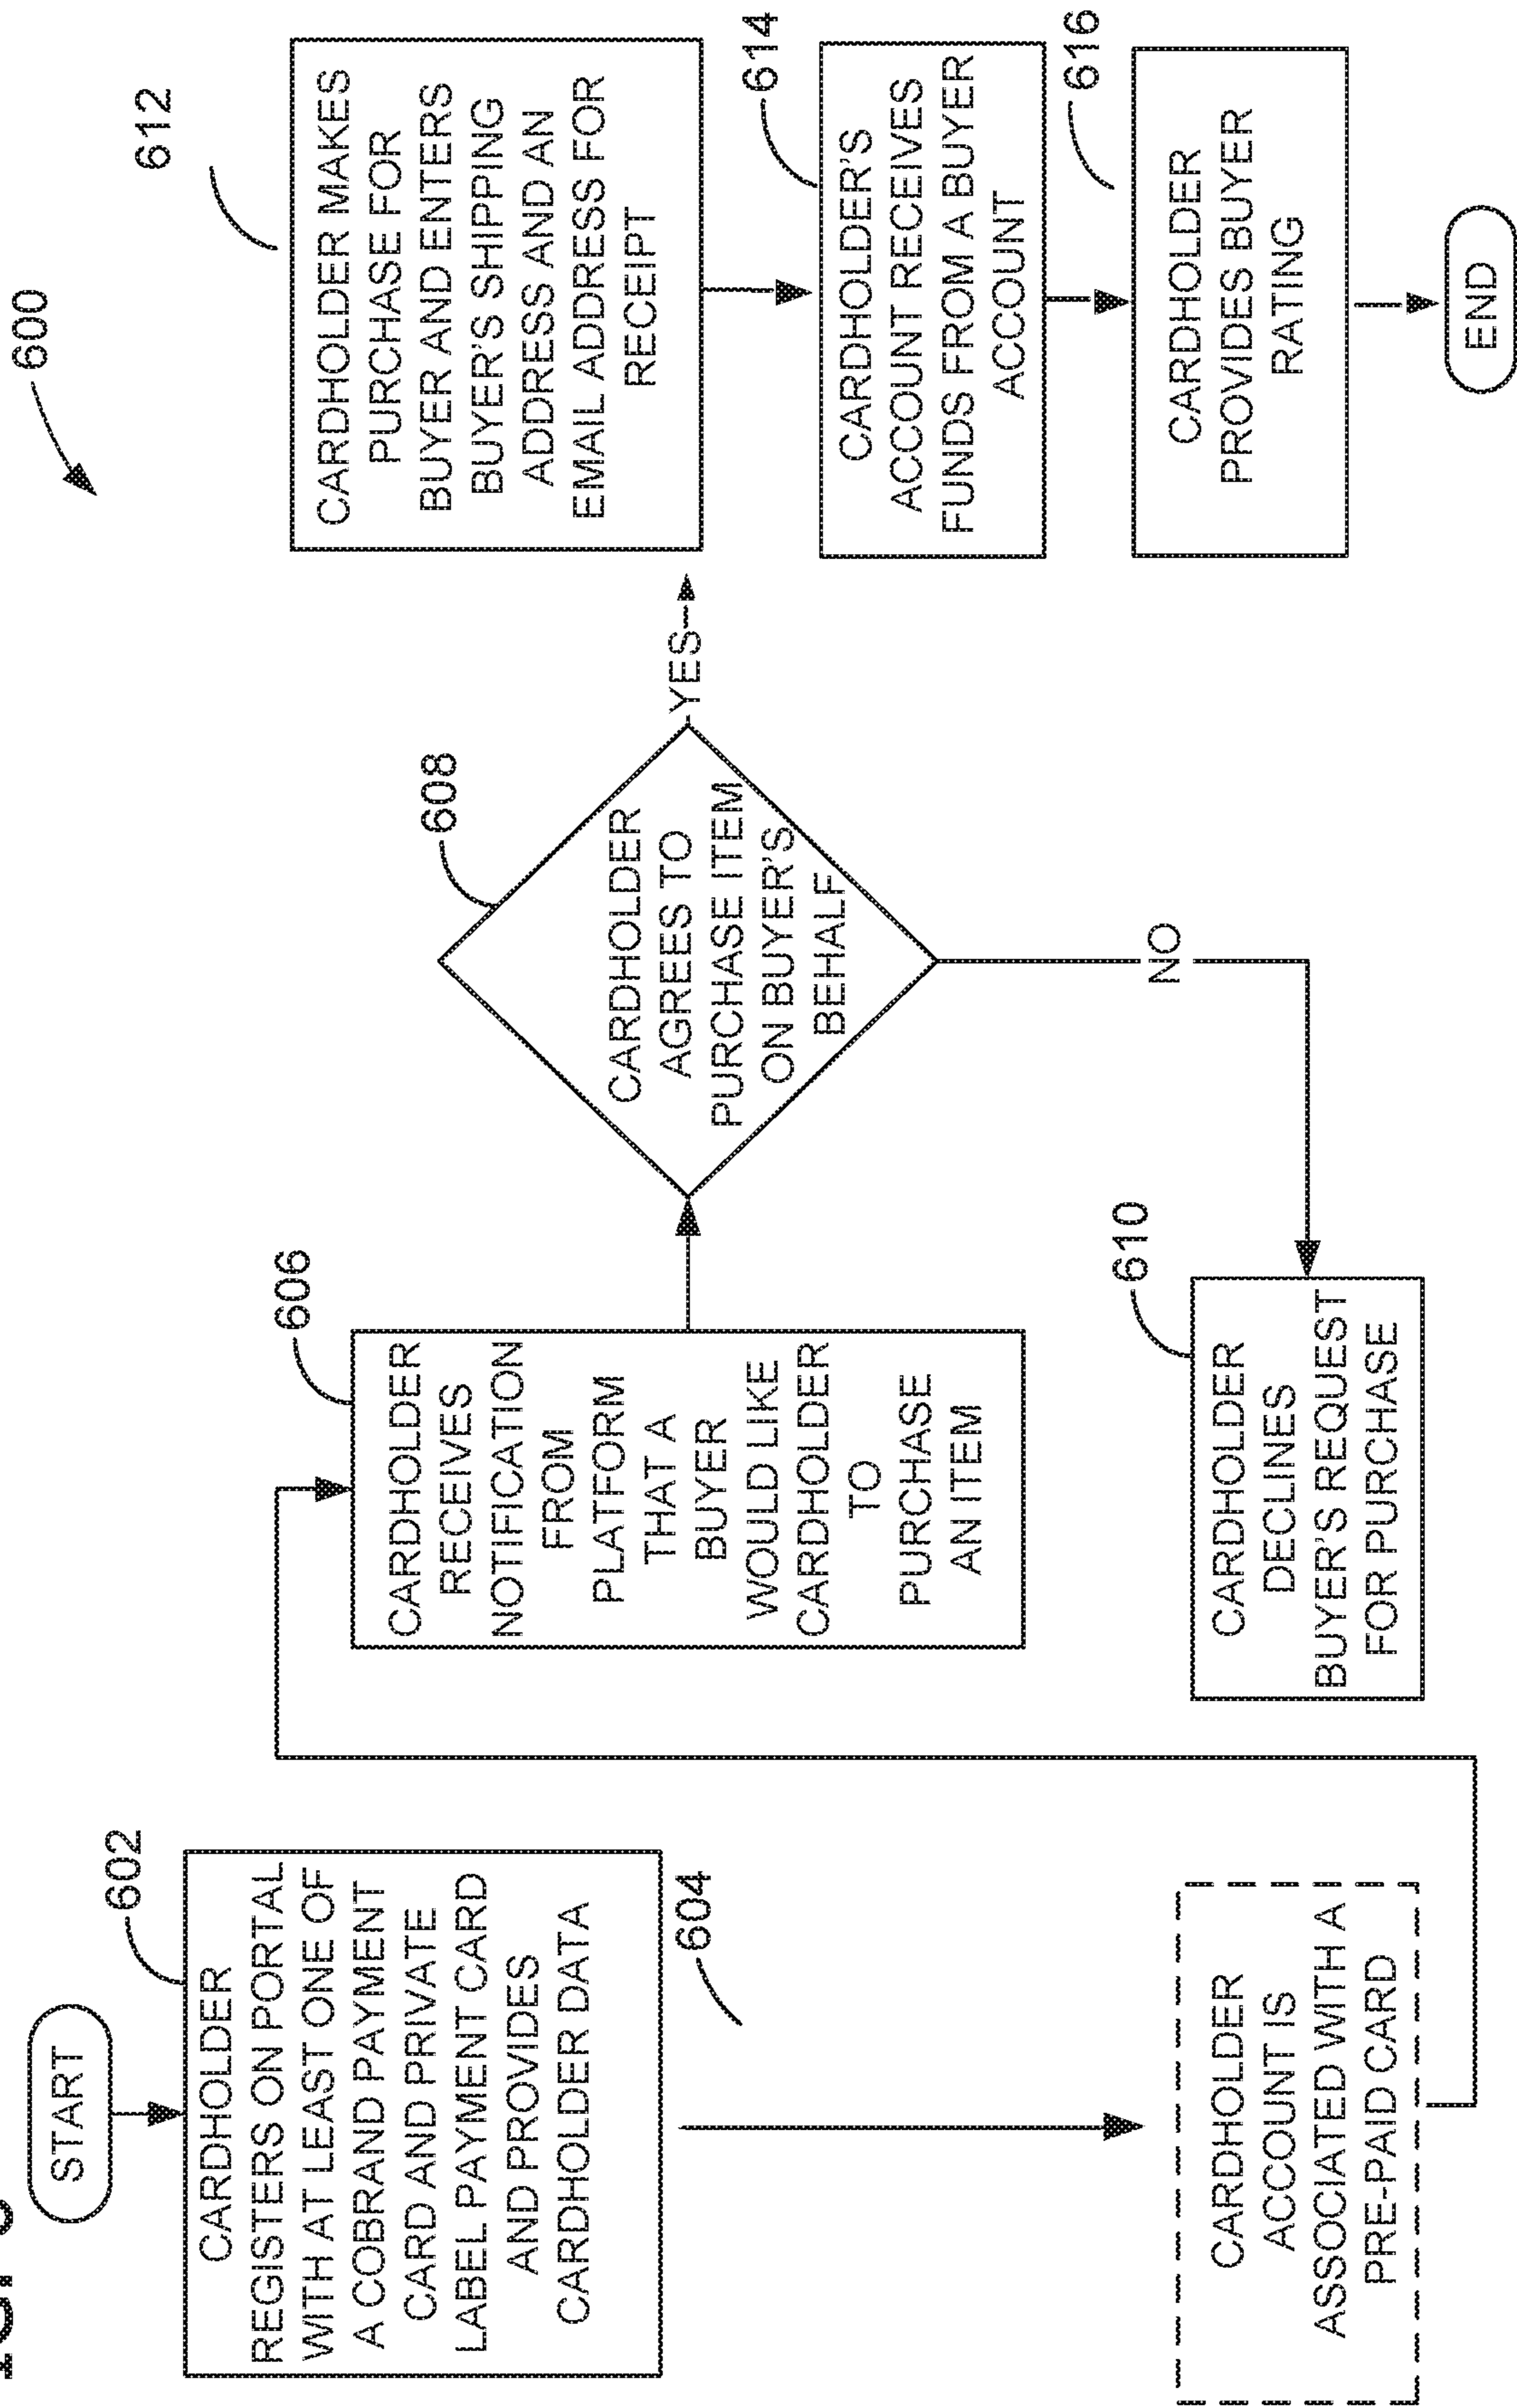 600
START
602
CARDHOLDER
REGISTERS ON PORTAL
WITH AT LEAST ONE OF
A COBRAND PAYMENT
CARD AND PRIVATE
LABEL PAYMENT CARD
AND PROVIDES
CARDHOLDER DATA
604
CARDHOLDER
ACCOUNT IS
ASSOCIATED WITH A
PRE-PAID CARD
606
CARDHOLDER
RECEIVES
NOTIFICATION
FROM
PLATFORM
THAT A
BUYER
WOULD LIKE
CARDHOLDER
TO
PURCHASE
AN ITEM
608
CARDHOLDER
AGREES TO
PURCHASE ITEM
ON BUYER'S
BEHALF
NO
610
CARDHOLDER
DECLINES
BUYER'S REQUEST
FOR PURCHASE
YES
612
CARDHOLDER MAKES
PURCHASE FOR
BUYER AND ENTERS
BUYER'S SHIPPING
ADDRESS AND AN
EMAIL ADDRESS FOR
RECEIPT
614
CARDHOLDER'S
ACCOUNT RECEIVES
FUNDS FROM A BUYER
ACCOUNT
616
CARDHOLDER
PROVIDES BUYER
RATING
END